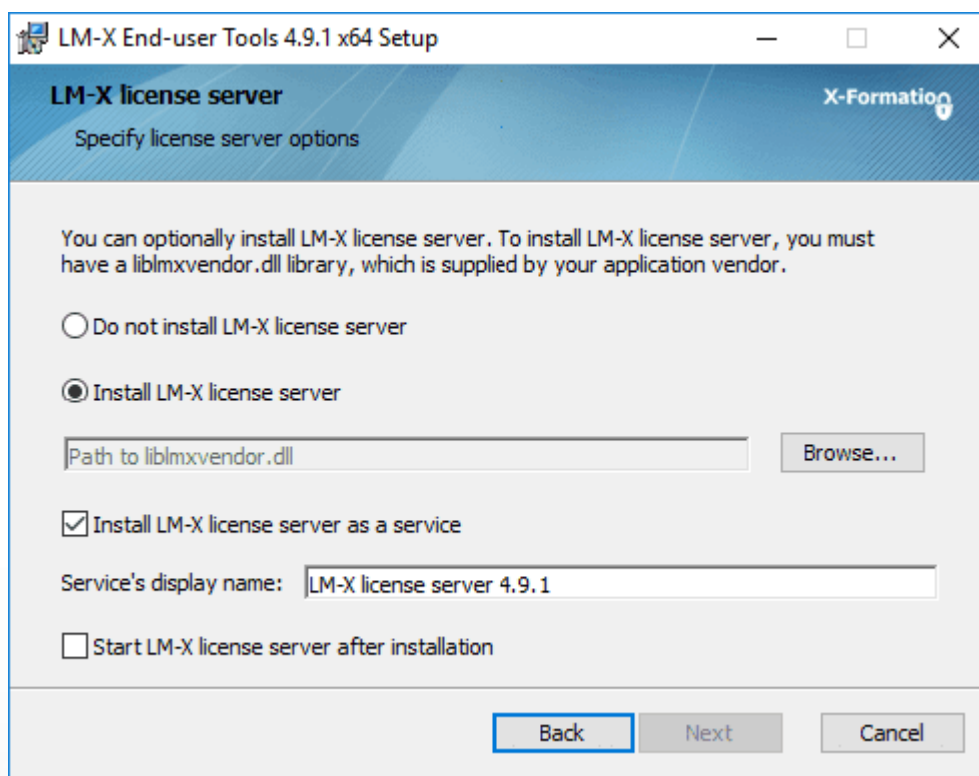 LM-X End-user Tools 4.9.1 x64 Setup
LM-X license server
X-Formation
Specify license server options
You can optionally install LM-X license server. To install LM-X license server, you must
have a liblmxvendor.dll library, which is supplied by your application vendor.
Do not install LM-X license server
Install LM-X license server
Path to liblmxvendor.dll
Browse...
Install LM-X license server as a service
Service's display name:
LM-X license server 4.9.1
Start LM-X license server after installation
Back
Next
Cancel